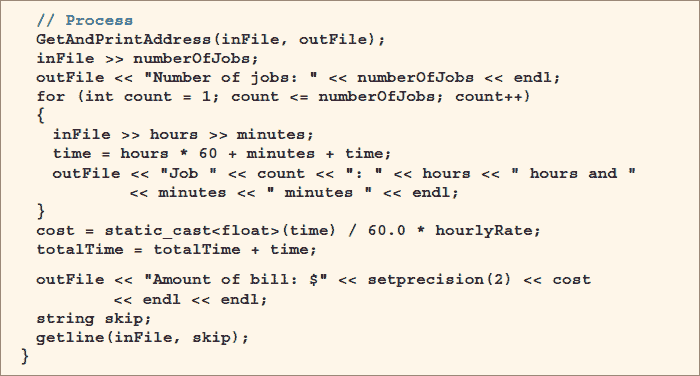 // Process
GetAndPrintAddress(inFile, outFile);
inFile >> numberOfJobs;
outFile << "Number of jobs: " << numberOfJobs << endl;
for (int count = 1; count <= numberOfJobs; count++)
{
inFile >> hours >> minutes;
time = hours * 60 + minutes + time;
outFile << "Job " << count << ": " << hours << " hours and "
<< minutes << " minutes " << endl;
}
cost = static_cast<float>(time) / 60.0 * hourlyRate;
totalTime = totalTime + time;
outFile << "Amount of bill: $" << setprecision(2) << cost
<< endl << endl;
string skip;
getline(inFile, skip);
}